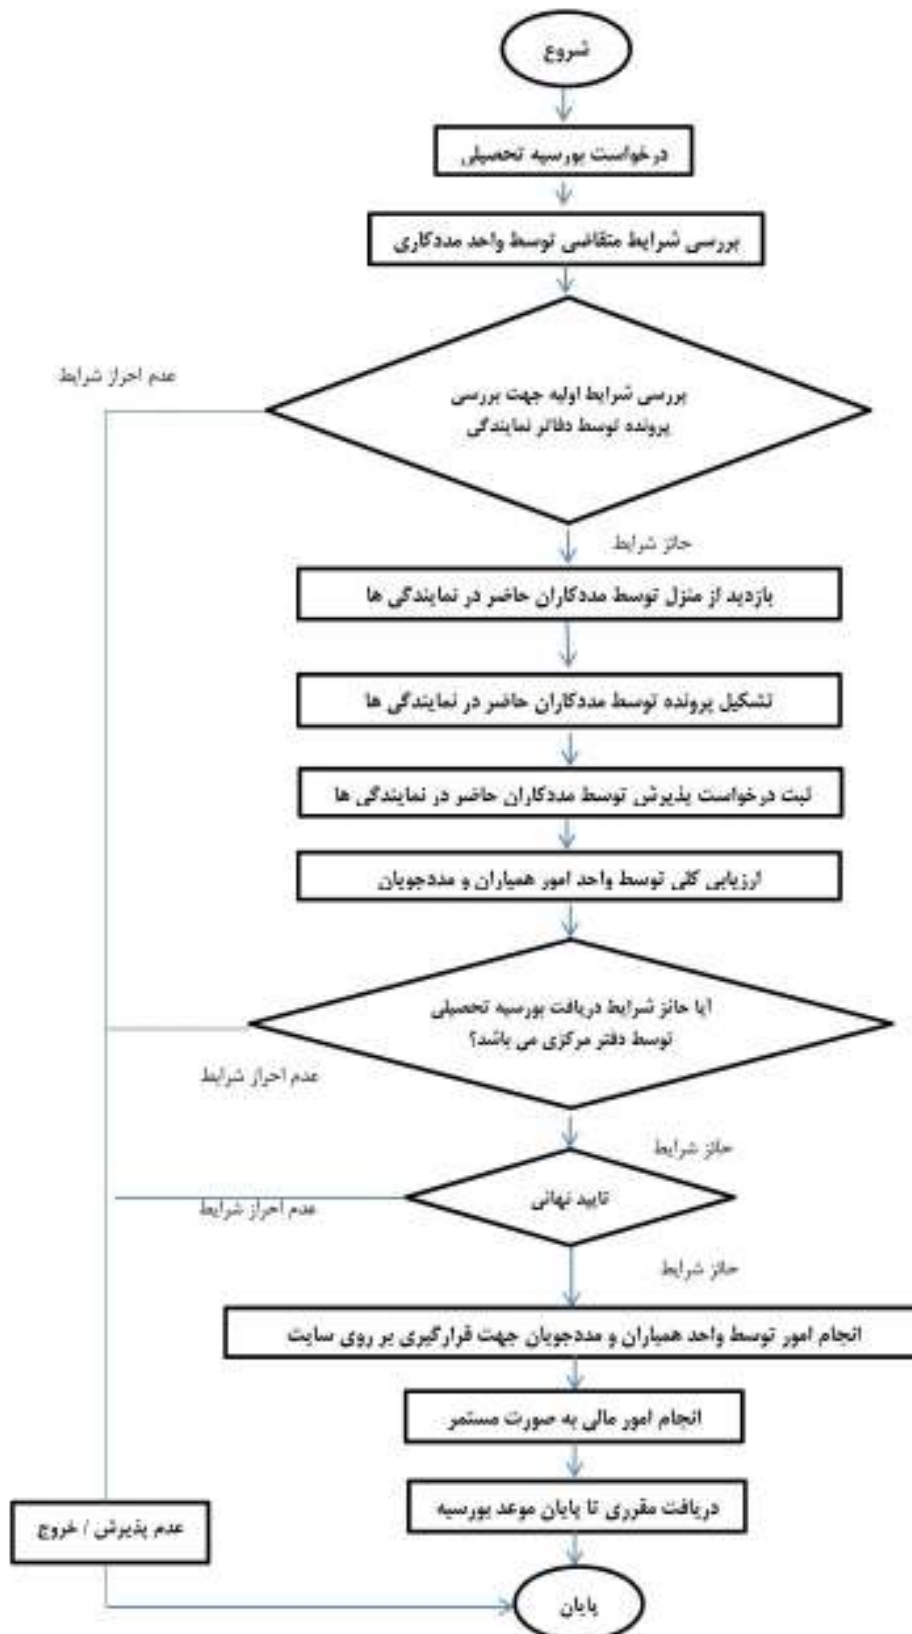 شروع
درخواست بورسیه تحصیلی
بررسی شرایط متقاضی توسط واحد مددکاری
عدم احراز شرایط
بررسی شرایط اولیه جهت بررسی
پرونده توسط دفاتر نمایندگی
حائز شرایط
بازدید از منزل توسط مددکاران حاضر در نمایندگی ها
تشکیل پرونده توسط مددکاران حاضر در نمایندگی ها
ثبت درخواست پذیرش توسط مددکاران حاضر در نمایندگی ها
ارزیابی کلی توسط واحد امور همیاران و مددجویان
آیا حائز شرایط دریافت بورسیه تحصیلی
توسط دفتر مرکزی می باشد؟
عدم احراز شرایط
حائز شرایط
تایید نهائی
عدم احراز شرایط
حائز شرایط
انجام امور توسط واحد همیاران و مددجویان جهت قرارگیری بر روی سایت
انجام امور مالی به صورت مستمر
دریافت مقرری تا پایان موعد بورسیه
عدم پذیرش / خروج
پایان